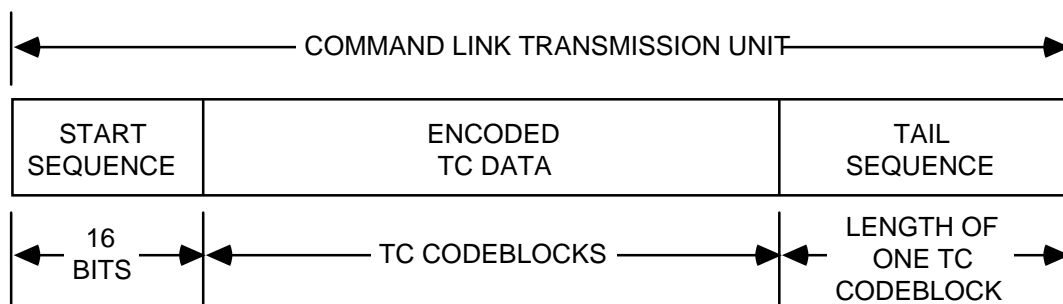 COMMAND LINK TRANSMISSION UNIT
START
SEQUENCE
ENCODED
TC DATA
TAIL
SEQUENCE
16
BITS
TC CODEBLOCKS
LENGTH OF
ONE TC
CODEBLOCK